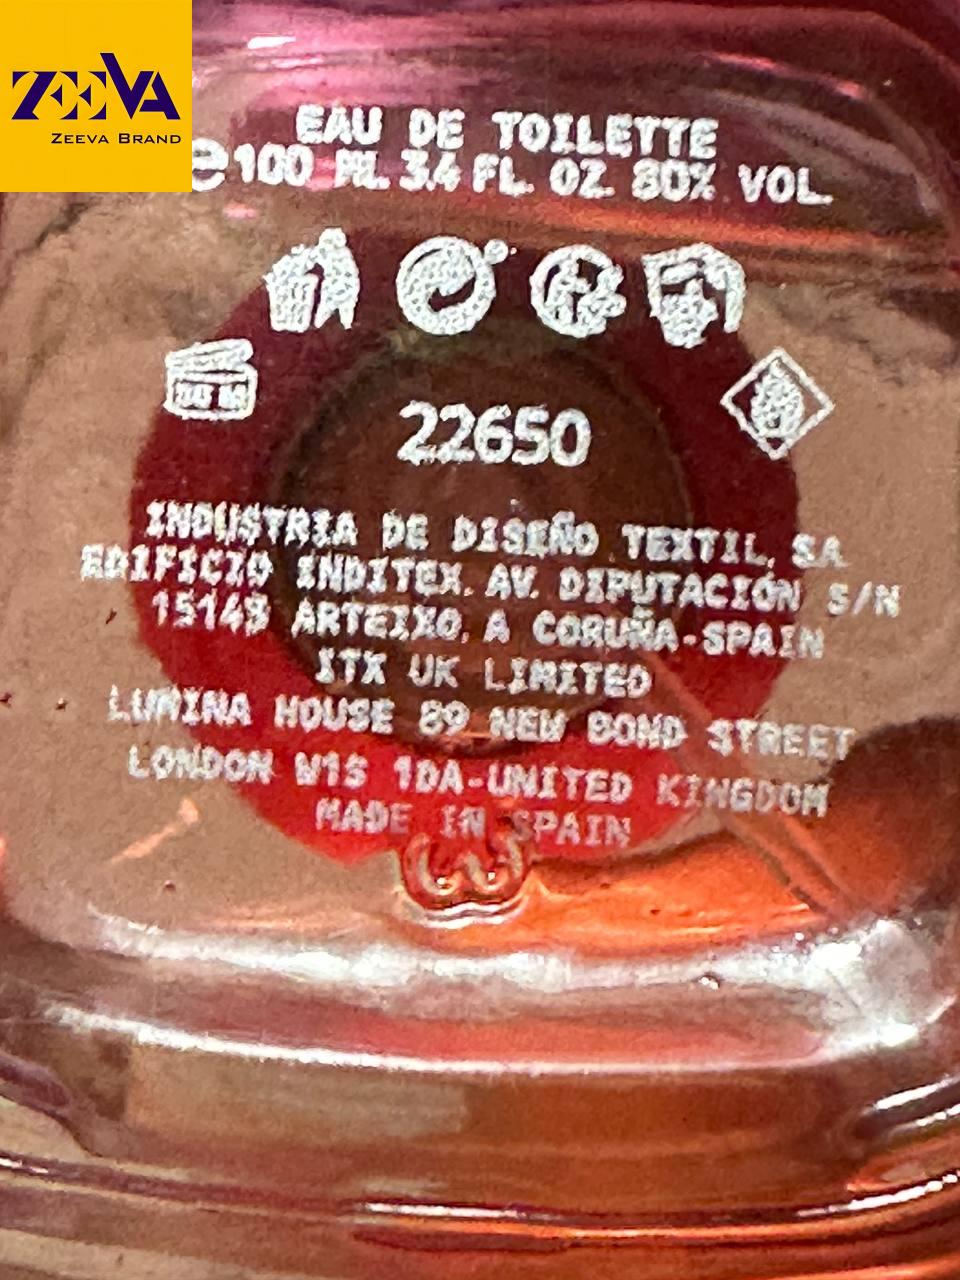 ZEEVA
ZEEVA BRAND
EAU DE TOILETTE
e 100 ML. 3.4 FL. OZ. 80% VOL.
22650
INDUSTRIA DE DISEÑO TEXTIL, SA
EDIFICIO INDITEX, AV. DIPUTACIÓN S/N
15143 ARTEIXO, A CORUÑA-SPAIN
ITX UK LIMITED
LUMINA HOUSE 89 NEW BOND STREET
LONDON W1S 1DA-UNITED KINGDOM
MADE IN SPAIN